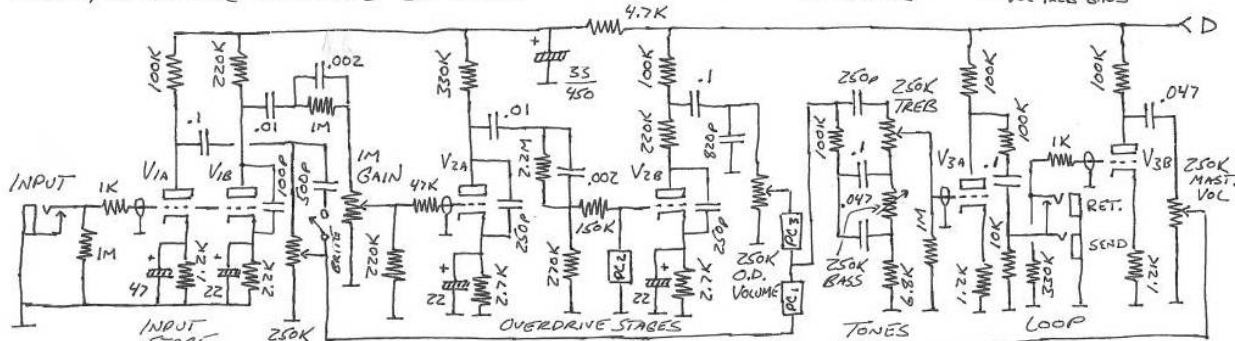 4.7K
D
100K
220K
.002
330K
+
35
450
100K
.1
250p
250K
TREB
100K
100K
100K
.047
.01
1M
.01
220K
820p
100K
.1
.1
1K
.1
V1A
V1B
100p
500p
1M
GAIN
V2A
2.2M
.002
V2B
V3A
V3B
250K
MAST.
VOL
INPUT
1K
47K
150K
250p
250p
PC3
.047
1M
10K
RET.
SEND
1M
+
47
1.2K
+
22
2.2K
BRITE
220K
+
22
2.7K
270K
PC2
+
22
2.7K
250K
O.D.
VOLUME
PC1
250K
BASS
6.8K
1.2K
330K
1.2K
INPUT
250K
OVERDRIVE STAGES
TONES
LOOP